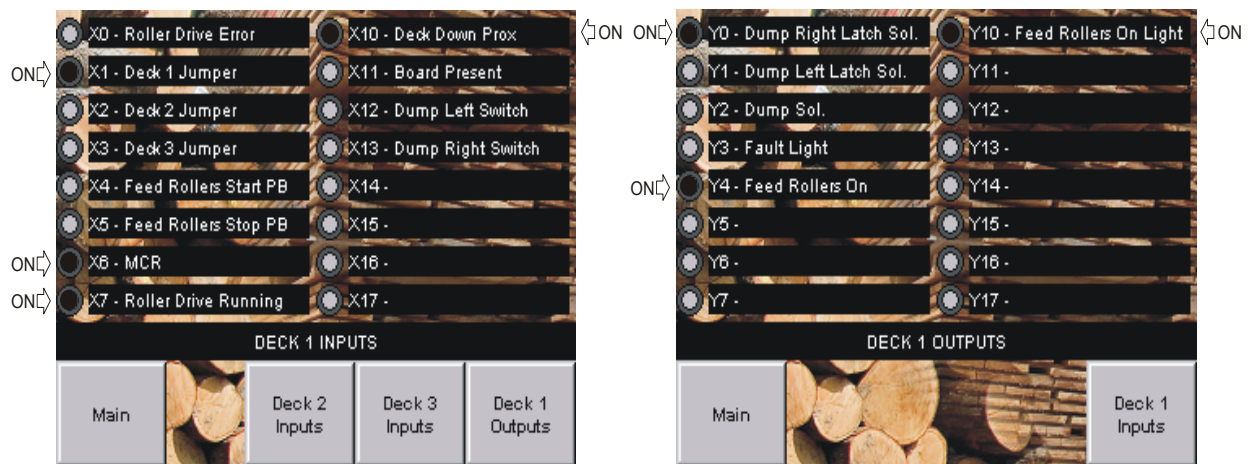 ON
X0 - Roller Drive Error
X1 - Deck 1 Jumper
X2 - Deck 2 Jumper
X3 - Deck 3 Jumper
X4 - Feed Rollers Start PB
X5 - Feed Rollers Stop PB
ON
X6 - MCR
ON
X7 - Roller Drive Running
X10 - Deck Down Prox
ON
X11 - Board Present
X12 - Dump Left Switch
X13 - Dump Right Switch
X14 -
X15 -
X16 -
X17 -
DECK 1 INPUTS
Main
Deck 2
Inputs
Deck 3
Inputs
Deck 1
Outputs
ON
Y0 - Dump Right Latch Sol.
Y1 - Dump Left Latch Sol.
Y2 - Dump Sol.
Y3 - Fault Light
ON
Y4 - Feed Rollers On
Y5 -
Y6 -
Y7 -
Y10 - Feed Rollers On Light
ON
Y11 -
Y12 -
Y13 -
Y14 -
Y15 -
Y16 -
Y17 -
DECK 1 OUTPUTS
Main
Deck 1
Inputs